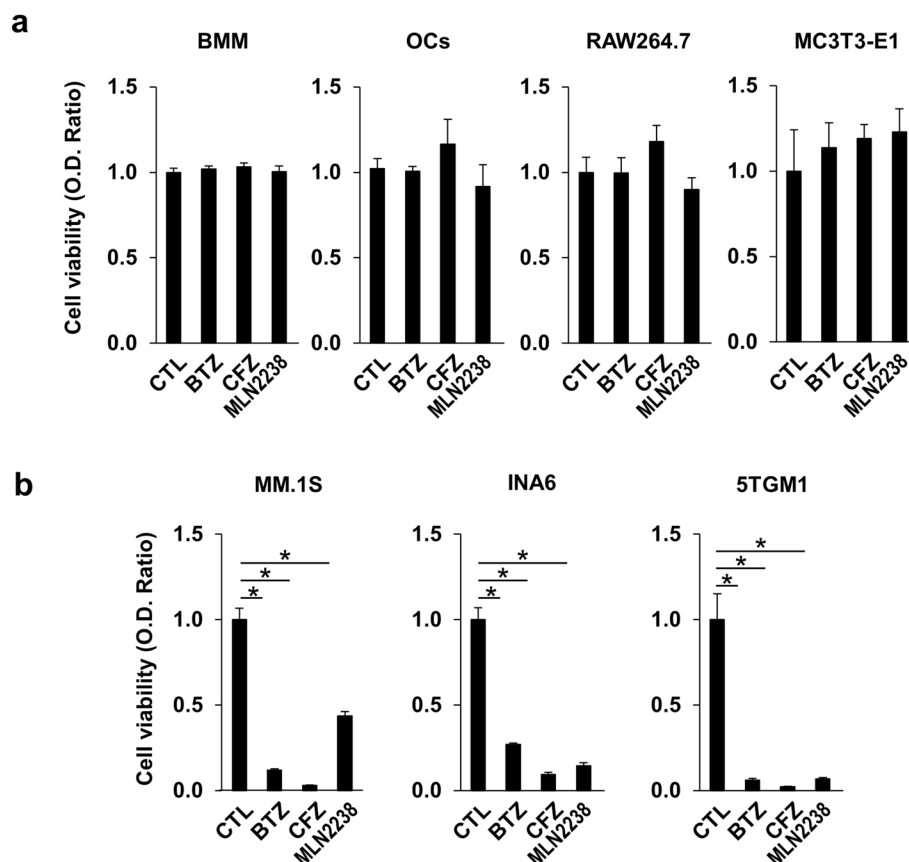 a
BMM
OCs
RAW264.7
MC3T3-E1
Cell viability (O.D. Ratio)
1.5
1.0
0.5
0.0
CTL
BTZ
CFZ
MLN2238
1.5
1.0
0.5
0.0
CTL
BTZ
CFZ
MLN2238
1.5
1.0
0.5
0.0
CTL
BTZ
CFZ
MLN2238
1.5
1.0
0.5
0.0
CTL
BTZ
CFZ
MLN2238
b
MM.1S
INA6
5TGM1
Cell viability (O.D. Ratio)
1.5
1.0
0.5
0.0
*
*
*
CTL
BTZ
CFZ
MLN2238
1.5
1.0
0.5
0.0
*
*
*
CTL
BTZ
CFZ
MLN2238
1.5
1.0
0.5
0.0
*
*
*
CTL
BTZ
CFZ
MLN2238